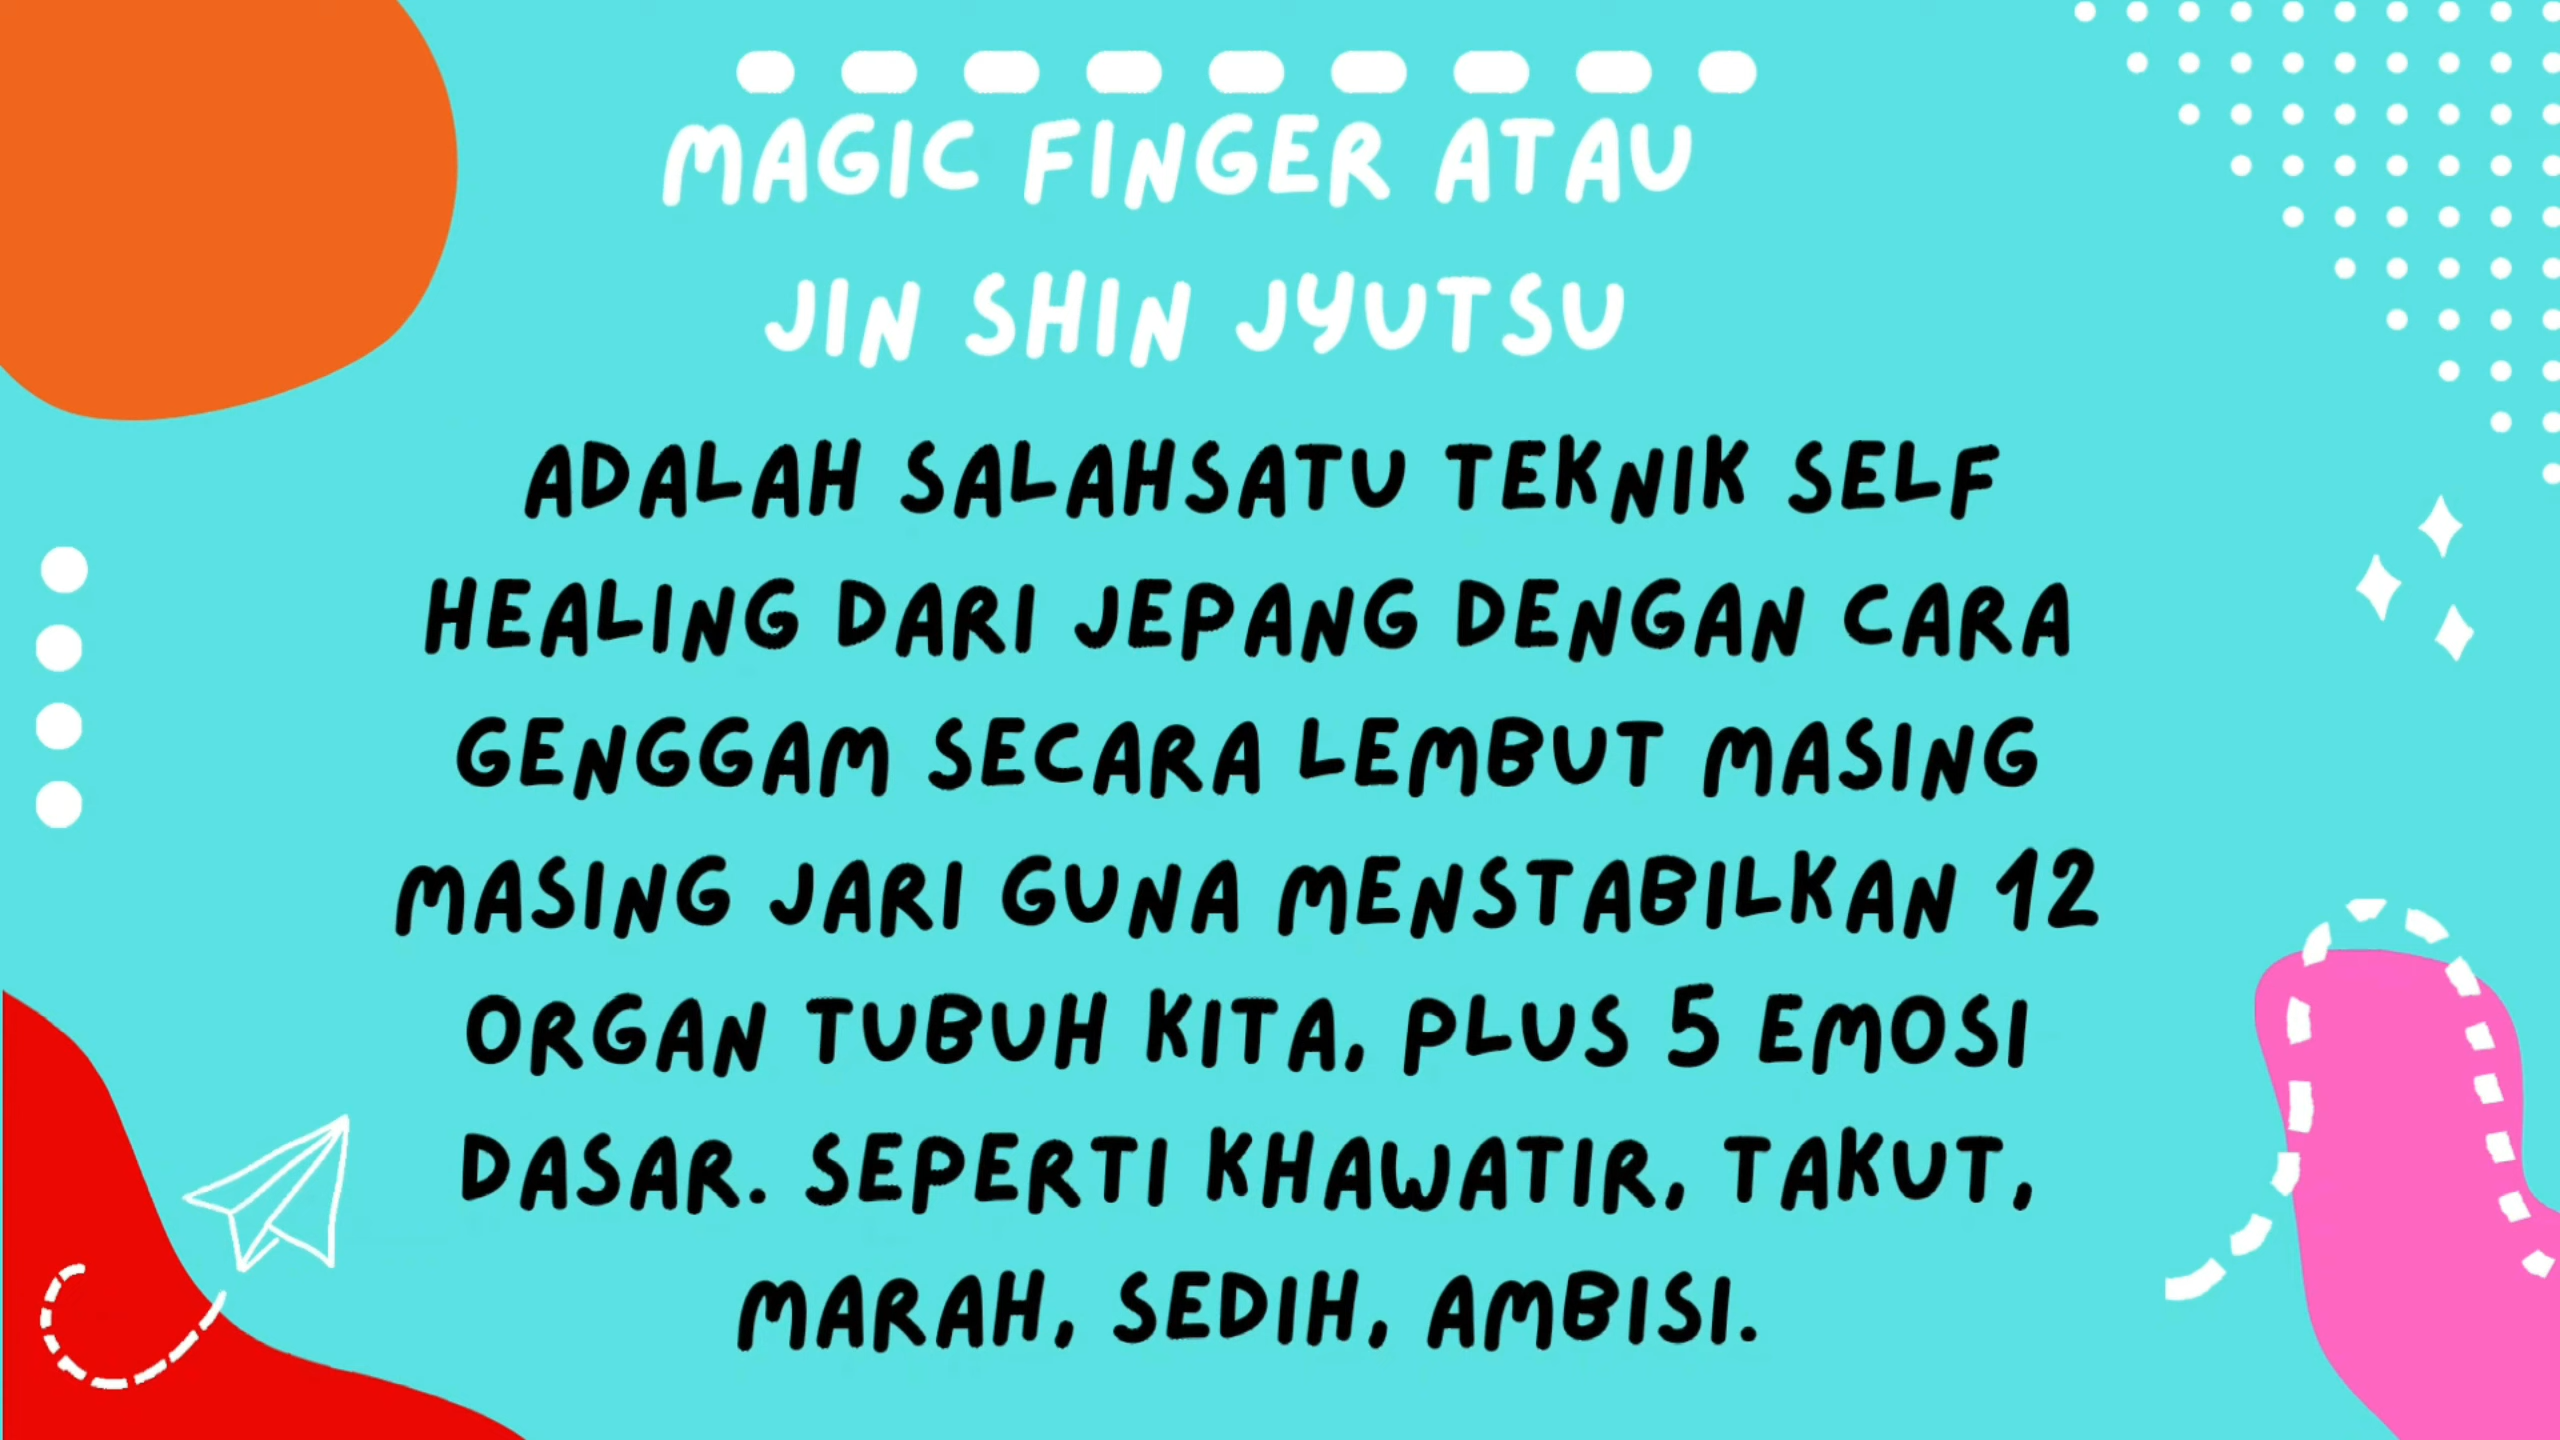 MAGIC FINGER ATAU
JIN SHIN JYUTSU
ADALAH SALAHSATU TEKNIK SELF
HEALING DARI JEPANG DENGAN CARA
GENGGAM SECARA LEMBUT MASING
MASING JARI GUNA MENSTABILKAN 12
ORGAN TUBUH KITA, PLUS 5 EMOSI
DASAR. SEPERTI KHAWATIR, TAKUT,
MARAH, SEDIH, AMBISI.